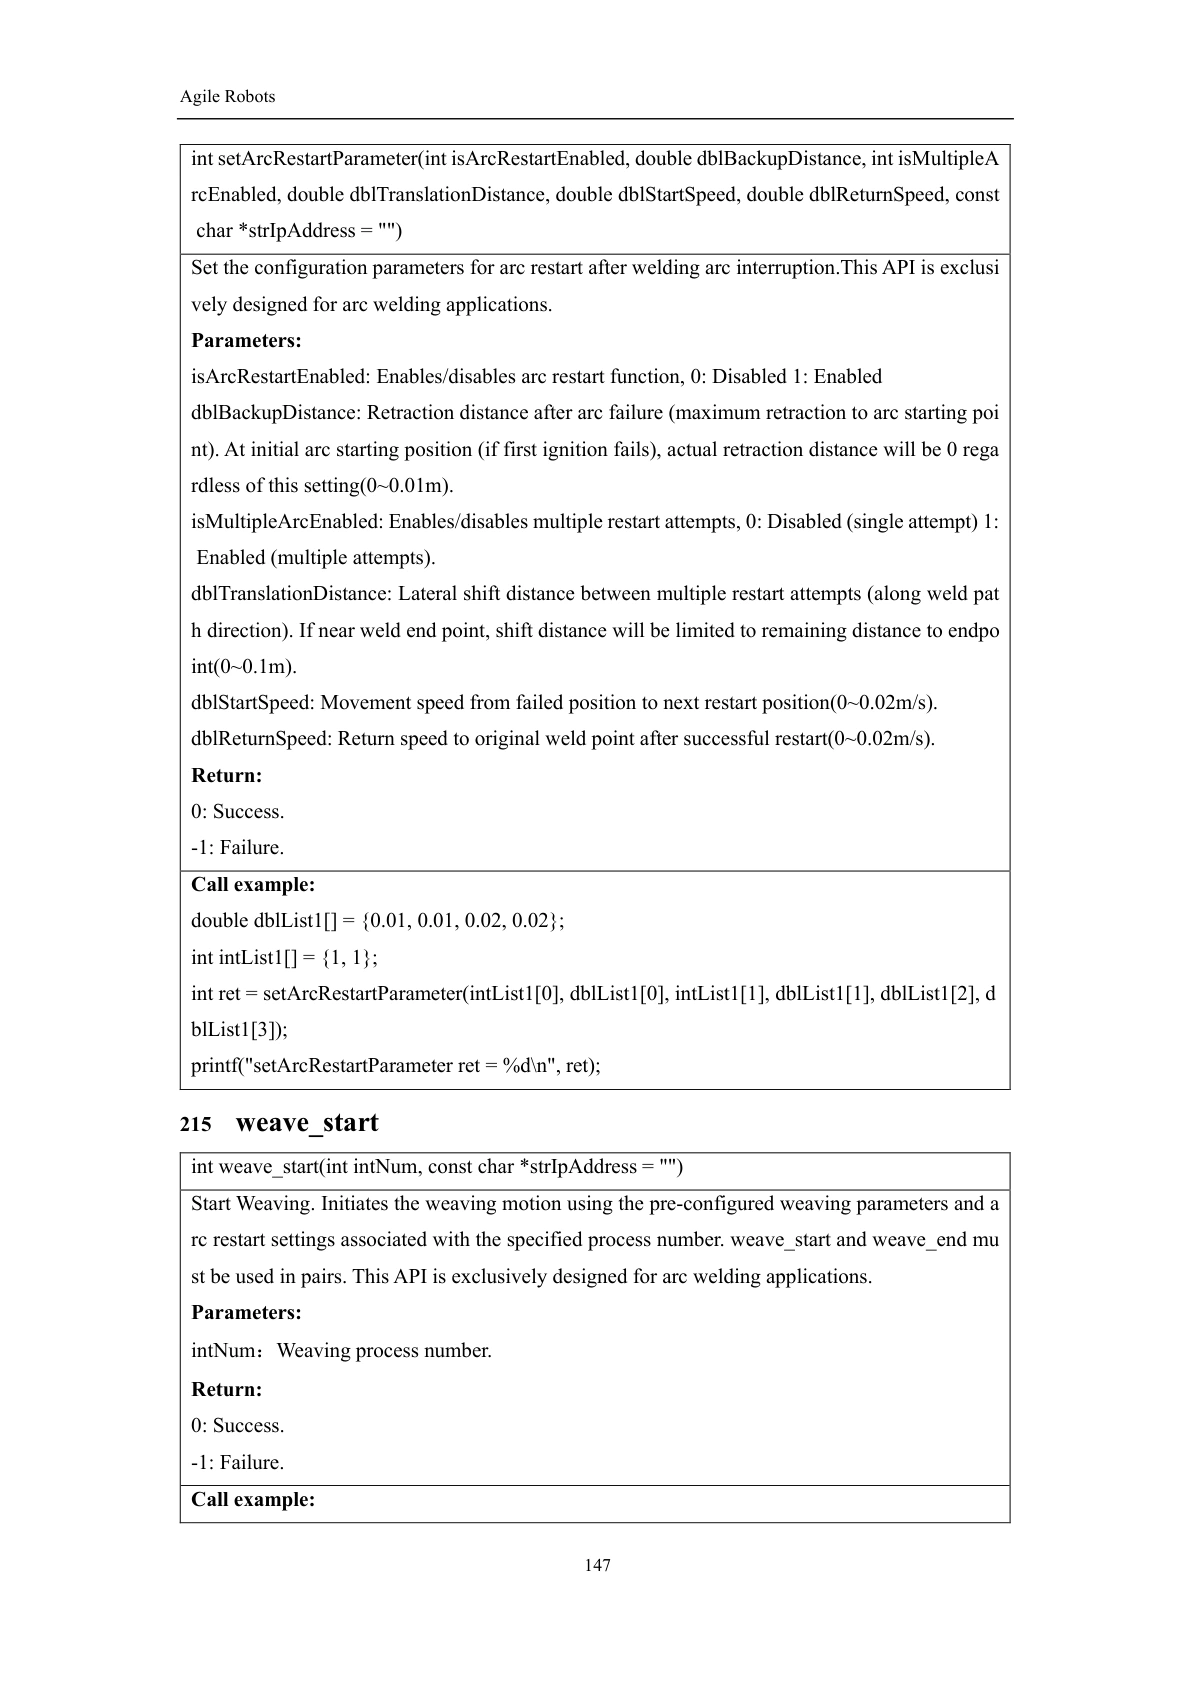 Agile Robots
int setArcRestartParameter(int isArcRestartEnabled, double dblBackupDistance, int isMultipleA
rcEnabled, double dblTranslationDistance, double dblStartSpeed, double dblReturnSpeed, const
char *strIpAddress = "")
Set the configuration parameters for arc restart after welding arc interruption.This API is exclusi
vely designed for arc welding applications.
Parameters:
isArcRestartEnabled: Enables/disables arc restart function, 0: Disabled 1: Enabled
dblBackupDistance: Retraction distance after arc failure (maximum retraction to arc starting poi
nt). At initial arc starting position (if first ignition fails), actual retraction distance will be 0 rega
rdless of this setting(0~0.01m).
isMultipleArcEnabled: Enables/disables multiple restart attempts, 0: Disabled (single attempt) 1:
Enabled (multiple attempts).
dblTranslationDistance: Lateral shift distance between multiple restart attempts (along weld pat
h direction). If near weld end point, shift distance will be limited to remaining distance to endpo
int(0~0.1m).
dblStartSpeed: Movement speed from failed position to next restart position(0~0.02m/s).
dblReturnSpeed: Return speed to original weld point after successful restart(0~0.02m/s).
Return:
0: Success.
-1: Failure.
Call example:
double dblList1[] = {0.01, 0.01, 0.02, 0.02};
int intList1[] = {1, 1};
int ret = setArcRestartParameter(intList1[0], dblList1[0], intList1[1], dblList1[1], dblList1[2], d
blList1[3]);
printf("setArcRestartParameter ret = %d\n", ret);
215 weave_start
int weave_start(int intNum, const char *strIpAddress = "")
Start Weaving. Initiates the weaving motion using the pre-configured weaving parameters and a
rc restart settings associated with the specified process number. weave_start and weave_end mu
st be used in pairs. This API is exclusively designed for arc welding applications.
Parameters:
intNum：Weaving process number.
Return:
0: Success.
-1: Failure.
Call example:
147